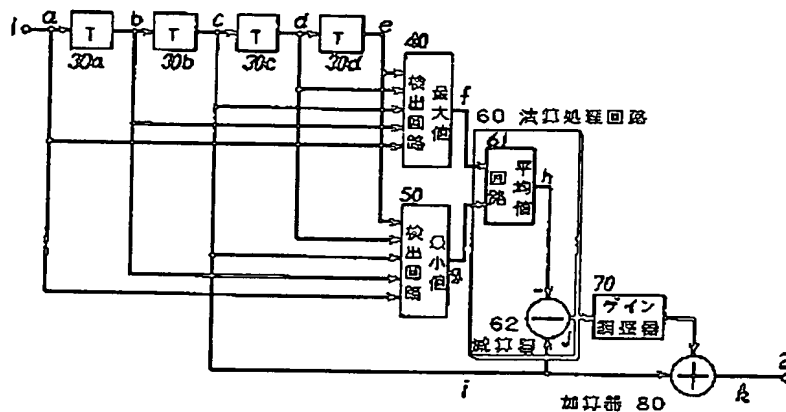 1 a T b T c T d T e
30a 30b 30c 30d
40
最大値
検出回路
f
60 演算処理回路
61
平均値
回路
h
50
最小値
検出回路
g
70
ゲイン
調整器
62
減算器
j
i
加算器 80
k
2